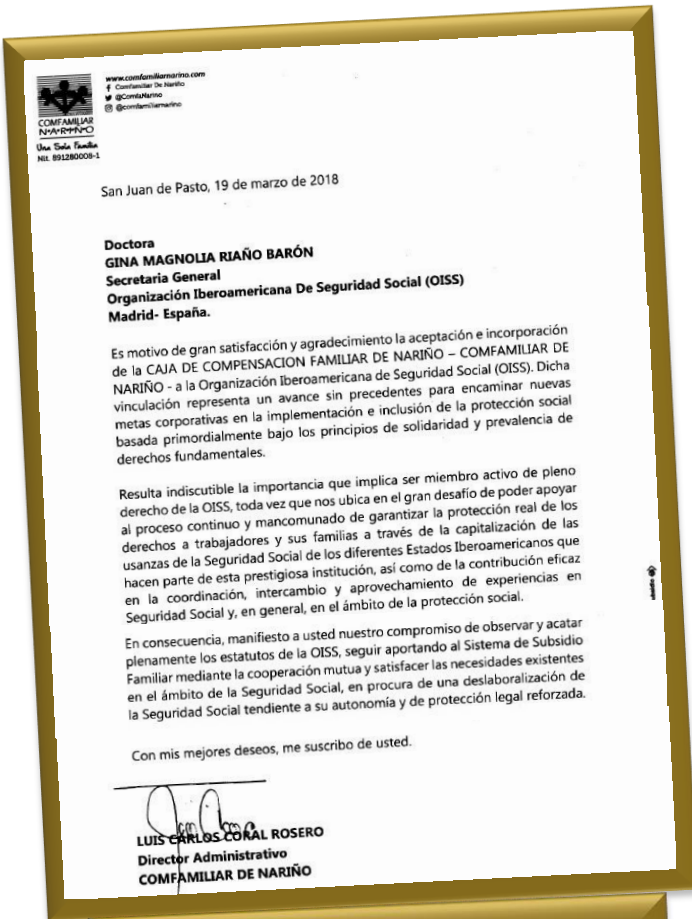 www.comfamiliarnarino.com
Comfamiliar De Nariño
@ComfaNarino
@comfamiliarnarino
COMFAMILIAR
N·A·R·I·Ñ·O
Una Sola Familia
Nit. 891280008-1
San Juan de Pasto, 19 de marzo de 2018
Doctora
GINA MAGNOLIA RIAÑO BARÓN
Secretaria General
Organización Iberoamericana De Seguridad Social (OISS)
Madrid- España.
Es motivo de gran satisfacción y agradecimiento la aceptación e incorporación
de la CAJA DE COMPENSACION FAMILIAR DE NARIÑO – COMFAMILIAR DE
NARIÑO - a la Organización Iberoamericana de Seguridad Social (OISS). Dicha
vinculación representa un avance sin precedentes para encaminar nuevas
metas corporativas en la implementación e inclusión de la protección social
basada primordialmente bajo los principios de solidaridad y prevalencia de
derechos fundamentales.
Resulta indiscutible la importancia que implica ser miembro activo de pleno
derecho de la OISS, toda vez que nos ubica en el gran desafío de poder apoyar
al proceso continuo y mancomunado de garantizar la protección real de los
derechos a trabajadores y sus familias a través de la capitalización de las
usanzas de la Seguridad Social de los diferentes Estados Iberoamericanos que
hacen parte de esta prestigiosa institución, así como de la contribución eficaz
en la coordinación, intercambio y aprovechamiento de experiencias en
Seguridad Social y, en general, en el ámbito de la protección social.
En consecuencia, manifiesto a usted nuestro compromiso de observar y acatar
plenamente los estatutos de la OISS, seguir aportando al Sistema de Subsidio
Familiar mediante la cooperación mutua y satisfacer las necesidades existentes
en el ámbito de la Seguridad Social, en procura de una deslaboralización de
la Seguridad Social tendiente a su autonomía y de protección legal reforzada.
Con mis mejores deseos, me suscribo de usted.
LUIS CARLOS CORAL ROSERO
Director Administrativo
COMFAMILIAR DE NARIÑO